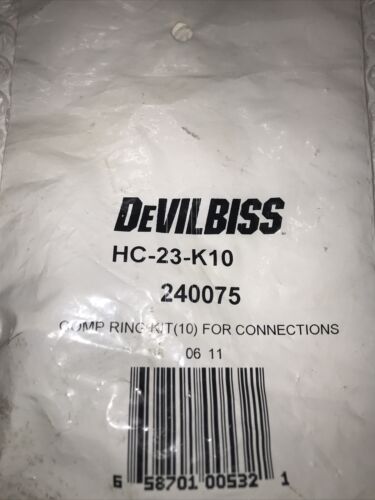 DEVILBISS
HC-23-K10
240075
COMP RING KIT(10) FOR CONNECTIONS
06 11
6 58701 00532 1